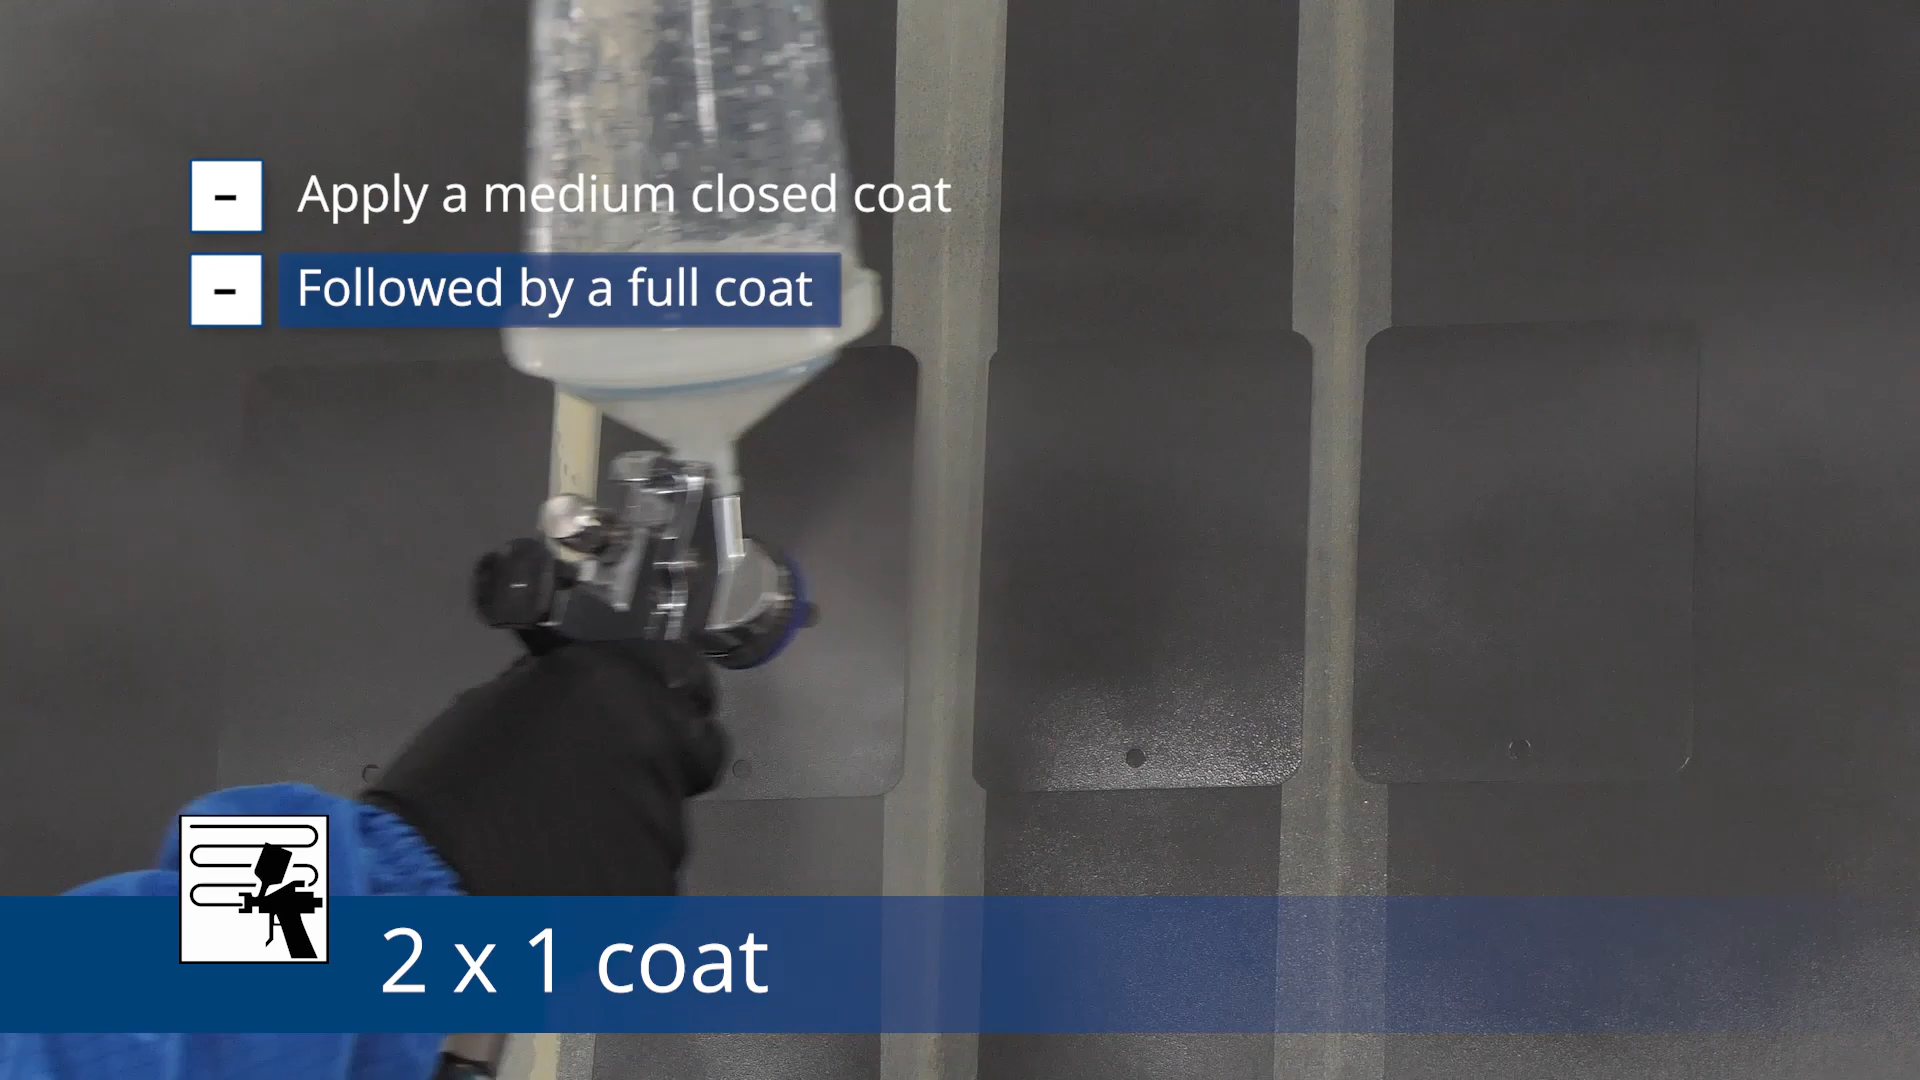 - Apply a medium closed coat
- Followed by a full coat
2 x 1 coat